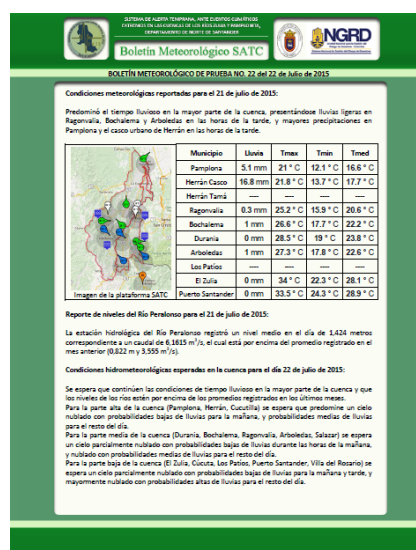 SISTEMA DE ALERTA TEMPRANA, ANTE EVENTOS CLIMÁTICOS
EXTREMOS EN LAS CUENCAS DE LOS RÍOS ZULIA Y PAMPLONITA,
DEPARTAMENTO DE NORTE DE SANTANDER
Boletín Meteorológico SATC
NGRD
BOLETÍN METEOROLÓGICO DE PRUEBA NO. 22 del 22 de Julio de 2015
Condiciones meteorológicas reportadas para el 21 de julio de 2015:
Predominó el tiempo lluvioso en la mayor parte de la cuenca, presentándose lluvias ligeras en
Ragonvalia, Bochalema y Arboledas en las horas de la tarde, y mayores precipitaciones en
Pamplona y el casco urbano de Herrán en las horas de la tarde.
Municipio Lluvia Tmax Tmin Tmed
Pamplona 5.1 mm 21 ° C 12.1 ° C 16.6 ° C
Herrán Casco 16.8 mm 21.8 ° C 13.7 ° C 17.7 ° C
Herrán Tamá ---- ---- ---- ----
Ragonvalia 0.3 mm 25.2 ° C 15.9 ° C 20.6 ° C
Bochalema 1 mm 26.6 ° C 17.7 ° C 22.2 ° C
Durania 0 mm 28.5 ° C 19 ° C 23.8 ° C
Arboledas 1 mm 27.3 ° C 17.8 ° C 22.6 ° C
Los Patios ---- ---- ---- ----
El Zulia 0 mm 34 ° C 22.3 ° C 28.1 ° C
Puerto Santander 0 mm 33.5 ° C 24.3 ° C 28.9 ° C
Imagen de la plataforma SATC
Reporte de niveles del Río Peralonso para el 21 de julio de 2015:
La estación hidrológica del Río Peralonso registró un nivel medio en el día de 1,424 metros
correspondiente a un caudal de 6,1615 m³/s, el cual está por encima del promedio registrado en el
mes anterior (0,822 m y 3,555 m³/s).
Condiciones hidrometeorológicas esperadas en la cuenca para el día 22 de julio de 2015:
Se espera que continúen las condiciones de tiempo lluvioso en la mayor parte de la cuenca y que
los niveles de los ríos estén por encima de los promedios registrados en los últimos meses.
Para la parte alta de la cuenca (Pamplona, Herrán, Cucutilla) se espera que predomine un cielo
nublado con probabilidades bajas de lluvias para la mañana, y probabilidades medias de lluvias
para el resto del día.
Para la parte media de la cuenca (Durania, Bochalema, Ragonvalia, Arboledas, Salazar) se espera
un cielo parcialmente nublado con probabilidades bajas de lluvias durante las horas de la mañana,
y nublado con probabilidades medias de lluvias para el resto del día.
Para la parte baja de la cuenca (El Zulia, Cúcuta, Los Patios, Puerto Santander, Villa del Rosario) se
espera un cielo parcialmente nublado con probabilidades bajas de lluvias para la mañana y tarde, y
mayormente nublado con probabilidades altas de lluvias para el resto del día.